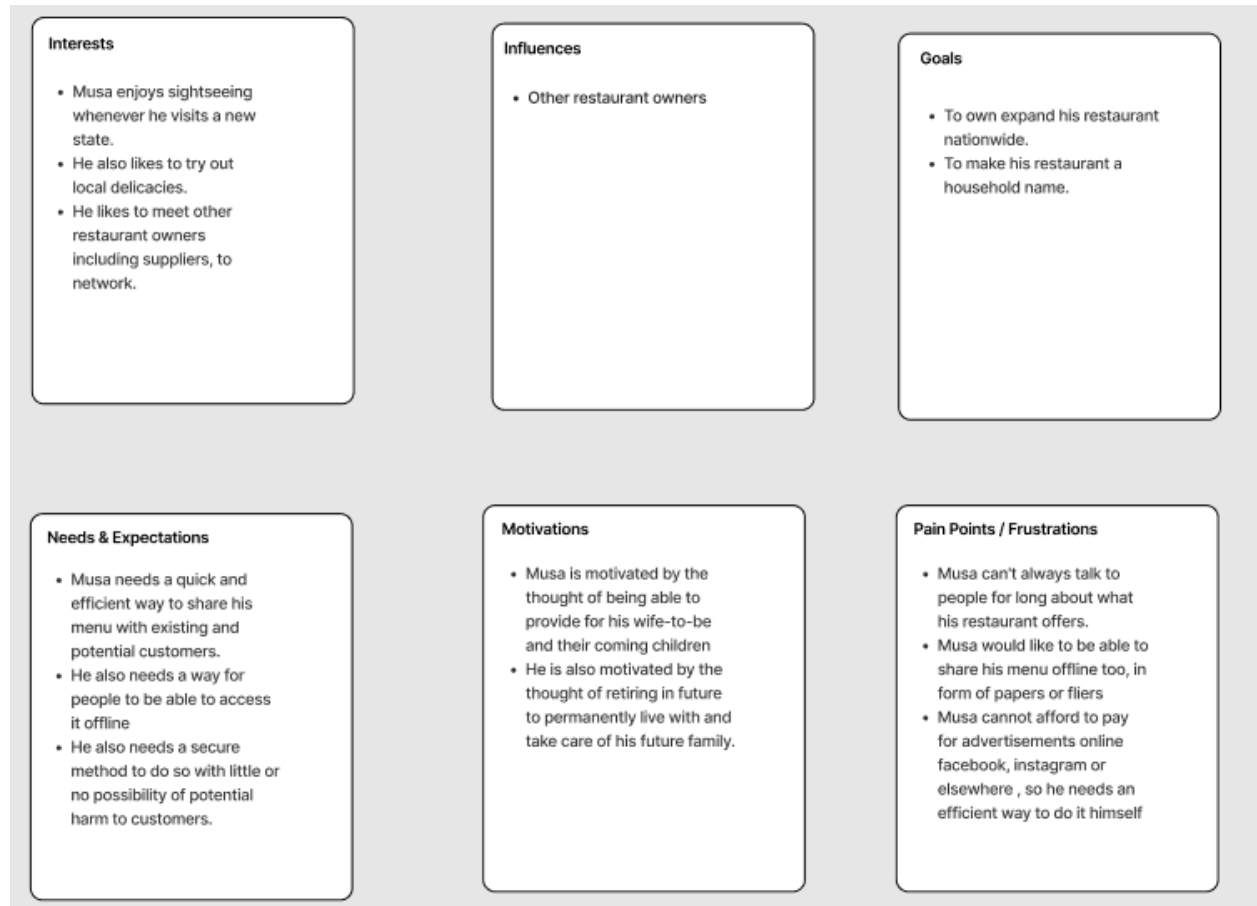 Interests
• Musa enjoys sightseeing
whenever he visits a new
state.
• He also likes to try out
local delicacies.
• He likes to meet other
restaurant owners
including suppliers, to
network.
Influences
• Other restaurant owners
Goals
• To own expand his restaurant
nationwide.
• To make his restaurant a
household name.
Needs & Expectations
• Musa needs a quick and
efficient way to share his
menu with existing and
potential customers.
• He also needs a way for
people to be able to access
it offline
• He also needs a secure
method to do so with little or
no possibility of potential
harm to customers.
Motivations
• Musa is motivated by the
thought of being able to
provide for his wife-to-be
and their coming children
• He is also motivated by the
thought of retiring in future
to permanently live with and
take care of his future family.
Pain Points / Frustrations
• Musa can't always talk to
people for long about what
his restaurant offers.
• Musa would like to be able to
share his menu offline too, in
form of papers or fliers
• Musa cannot afford to pay
for advertisements online
facebook, instagram or
elsewhere , so he needs an
efficient way to do it himself